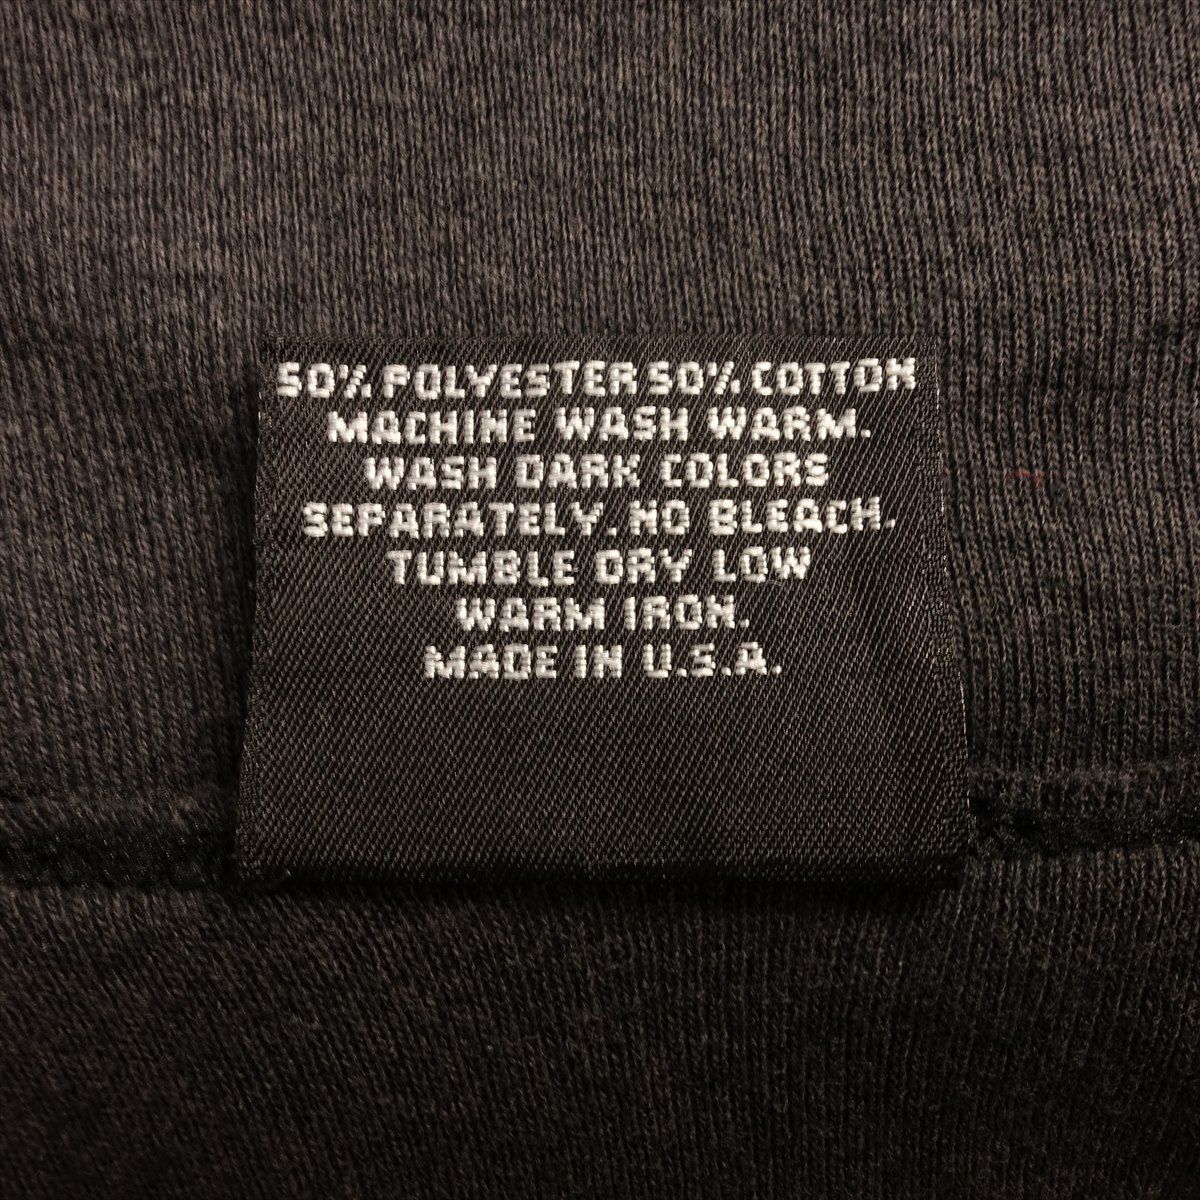 50% POLYESTER 50% COTTON
MACHINE WASH WARM.
WASH DARK COLORS
SEPARATELY. NO BLEACH.
TUMBLE DRY LOW
WARM IRON.
MADE IN U.S.A.